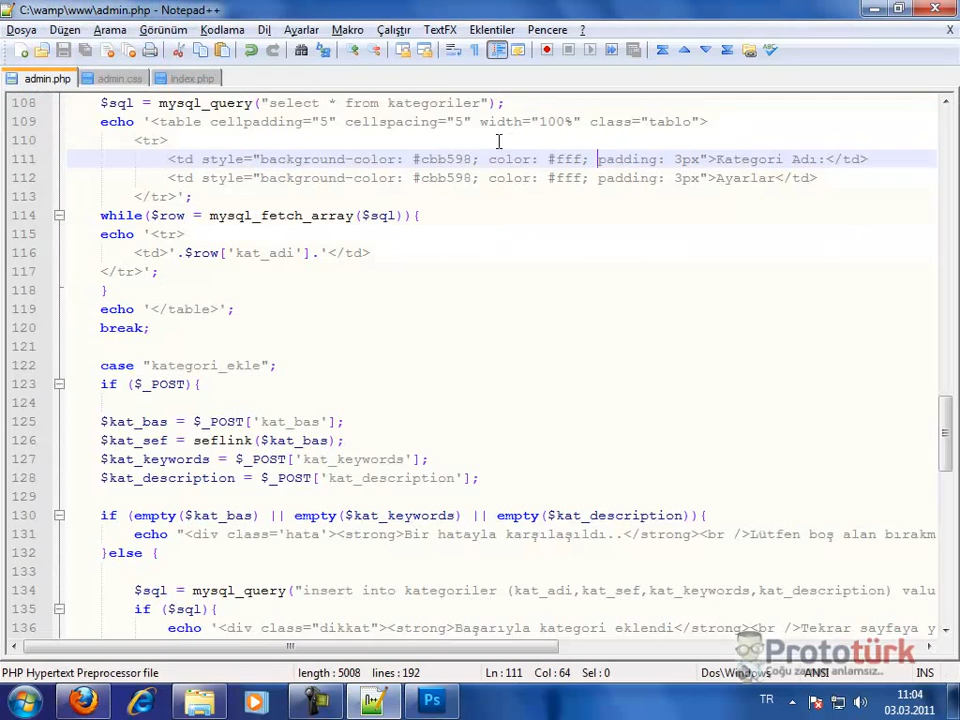 C:\wamp\www\admin.php - Notepad++
Dosya Düzen Arama Görünüm Kodlama Dil Ayarlar Makro Çalıştır TextFX Eklentiler Pencere ? X
admin.php admin.css index.php
108 $sql = mysql_query("select * from kategoriler");
109 echo '<table cellpadding="5" cellspacing="5" width="100%" class="tablo">
110 <tr>
111 <td style="background-color: #cbb598; color: #fff; padding: 3px">Kategori Adı:</td>
112 <td style="background-color: #cbb598; color: #fff; padding: 3px">Ayarlar</td>
113 </tr>';
114 while($row = mysql_fetch_array($sql)){
115 echo '<tr>
116 <td>'.$row['kat_adi'].'</td>
117 </tr>';
118 }
119 echo '</table>';
120 break;
121
122 case "kategori_ekle";
123 if ($_POST){
124
125 $kat_bas = $_POST['kat_bas'];
126 $kat_sef = seflink($kat_bas);
127 $kat_keywords = $_POST['kat_keywords'];
128 $kat_description = $_POST['kat_description'];
129
130 if (empty($kat_bas) || empty($kat_keywords) || empty($kat_description)){
131 echo "<div class='hata'><strong>Bir hatayla karşılaşıldı..</strong><br />Lütfen boş alan bırakm
132 }else {
133
134 $sql = mysql_query("insert into kategoriler (kat_adi,kat_sef,kat_keywords,kat_description) valu
135 if ($sql){
136 echo '<div class="dikkat"><strong>Başarıyla kategori eklendi</strong><br />Tekrar sayfaya y
Prototürk
Çoğu zaman anlamsız..
PHP Hypertext Preprocessor file length : 5008 lines : 192 Ln : 111 Col : 64 Sel : 0 Dos\Windows ANSI INS
Ps TR 11:04
03.03.2011